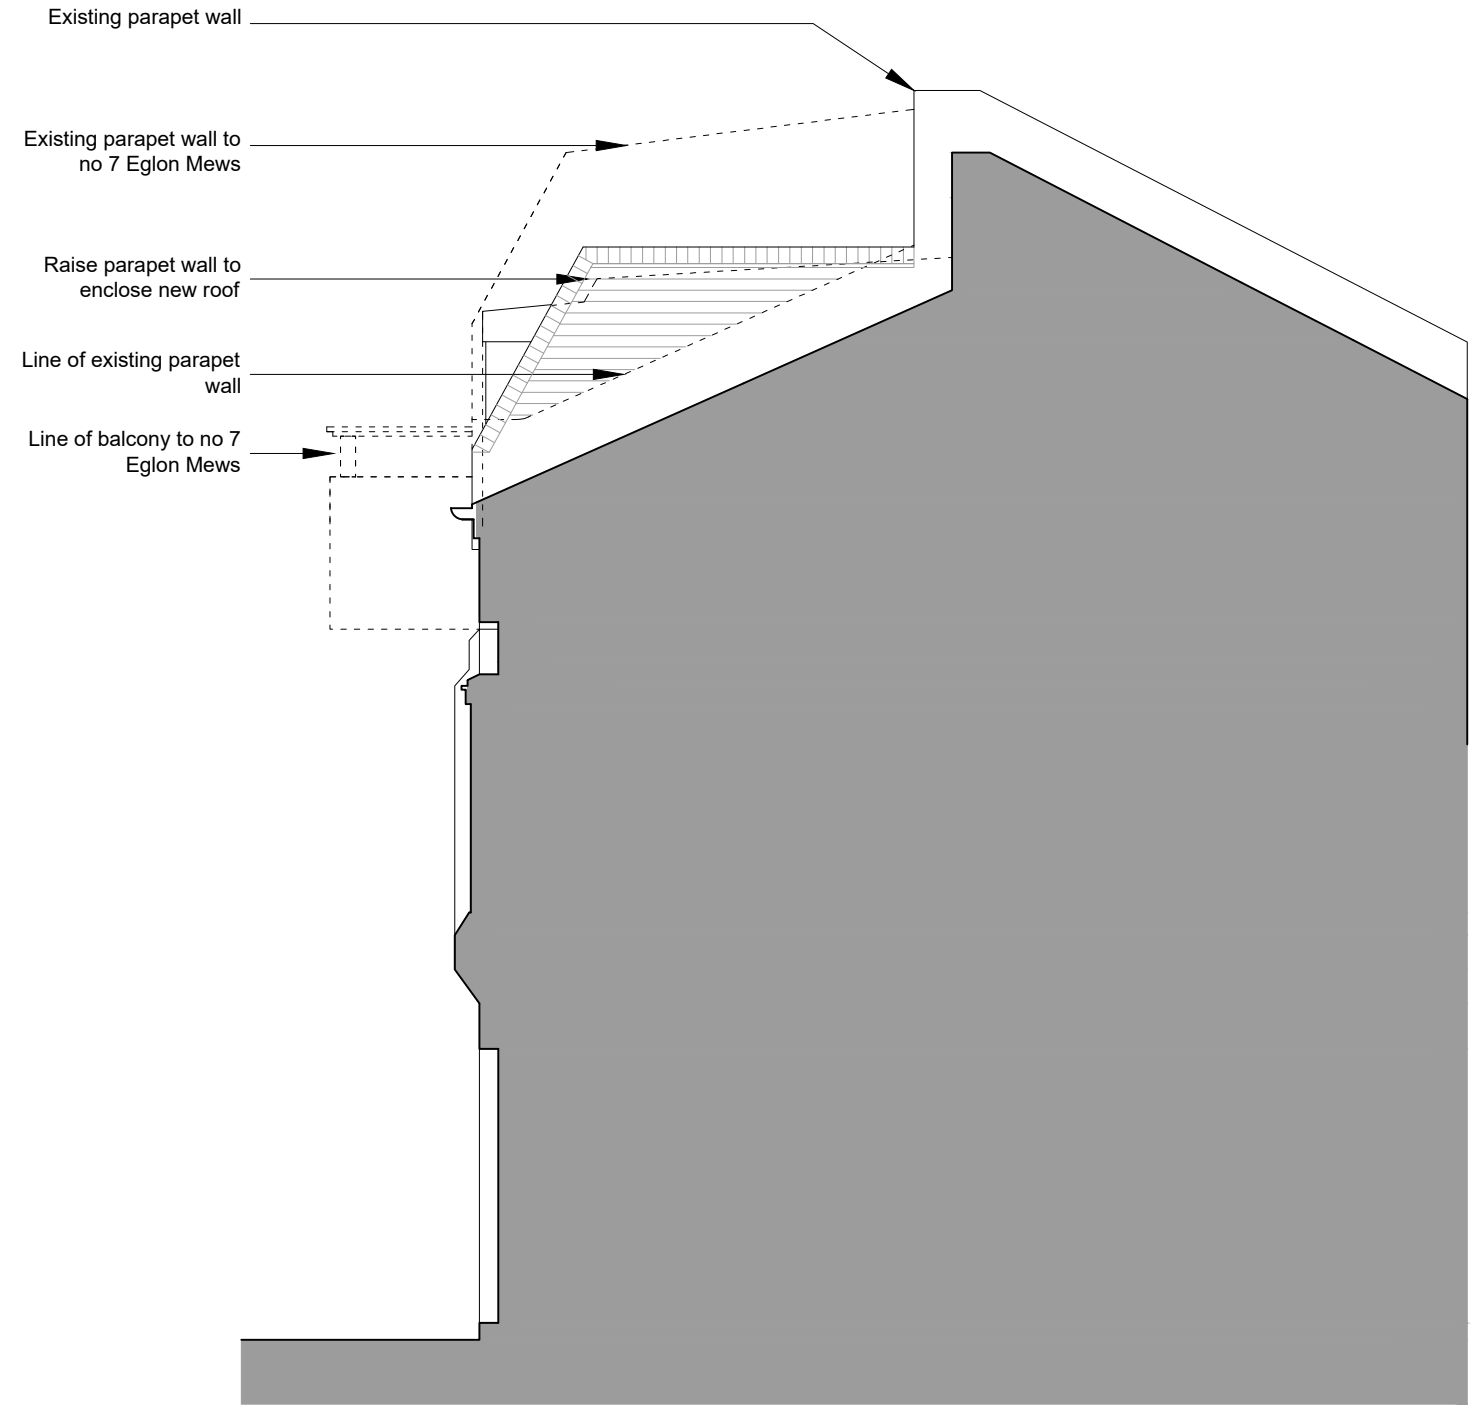 Existing parapet wall
Existing parapet wall to
no 7 Eglon Mews
Raise parapet wall to
enclose new roof
Line of existing parapet
wall
Line of balcony to no 7
Eglon Mews